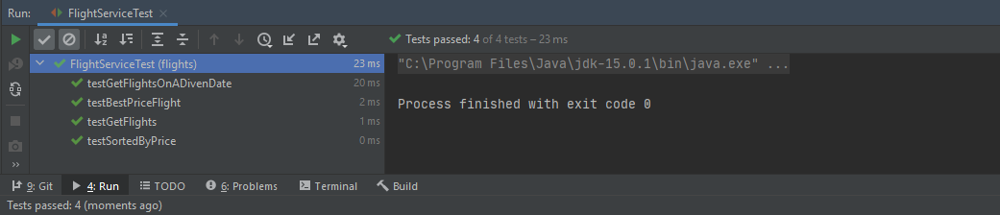 Run: FlightServiceTest
Tests passed: 4 of 4 tests – 23 ms
FlightServiceTest (flights) 23 ms
testGetFlightsOnADivenDate 20 ms
testBestPriceFlight 2 ms
testGetFlights 1 ms
testSortedByPrice 0 ms
"C:\Program Files\Java\jdk-15.0.1\bin\java.exe" ...
Process finished with exit code 0
9: Git 4: Run TODO 6: Problems Terminal Build
Tests passed: 4 (moments ago)